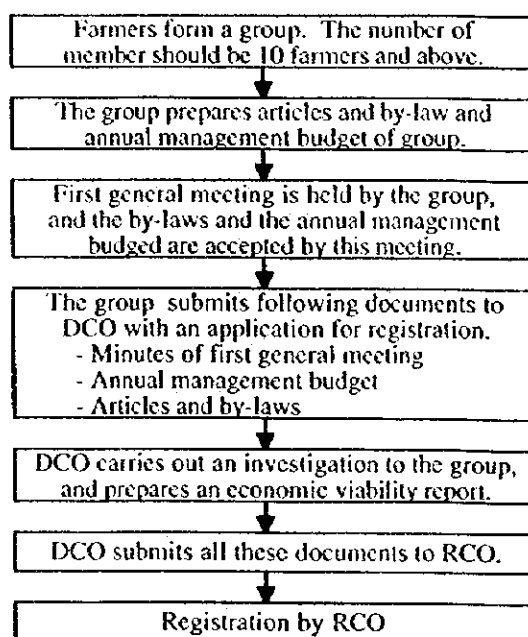 Farmers form a group. The number of
member should be 10 farmers and above.
The group prepares articles and by-law and
annual management budget of group.
First general meeting is held by the group,
and the by-laws and the annual management
budged are accepted by this meeting.
The group submits following documents to
DCO with an application for registration.
- Minutes of first general meeting
- Annual management budget
- Articles and by-laws
DCO carries out an investigation to the group,
and prepares an economic viability report.
DCO submits all these documents to RCO.
Registration by RCO